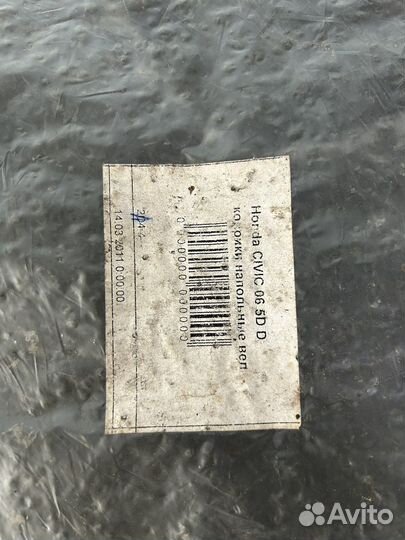 Honda CIVIC 06 5D D
коврики напольные вел.
14.03.2011 0:00:00
Avito